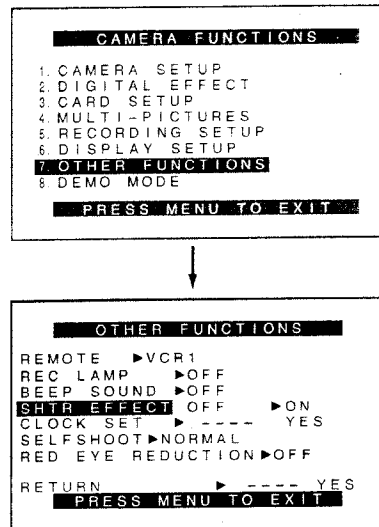 CAMERA FUNCTIONS
1. CAMERA SETUP
2. DIGITAL EFFECT
3. CARD SETUP
4. MULTI-PICTURES
5. RECORDING SETUP
6. DISPLAY SETUP
7. OTHER FUNCTIONS
8. DEMO MODE
PRESS MENU TO EXIT
OTHER FUNCTIONS
REMOTE ►VCR1
REC LAMP ►OFF
BEEP SOUND ►OFF
SHTR EFFECT OFF ►ON
CLOCK SET ► ---- YES
SELFSHOOT►NORMAL
RED EYE REDUCTION►OFF
RETURN ► ---- YES
PRESS MENU TO EXIT